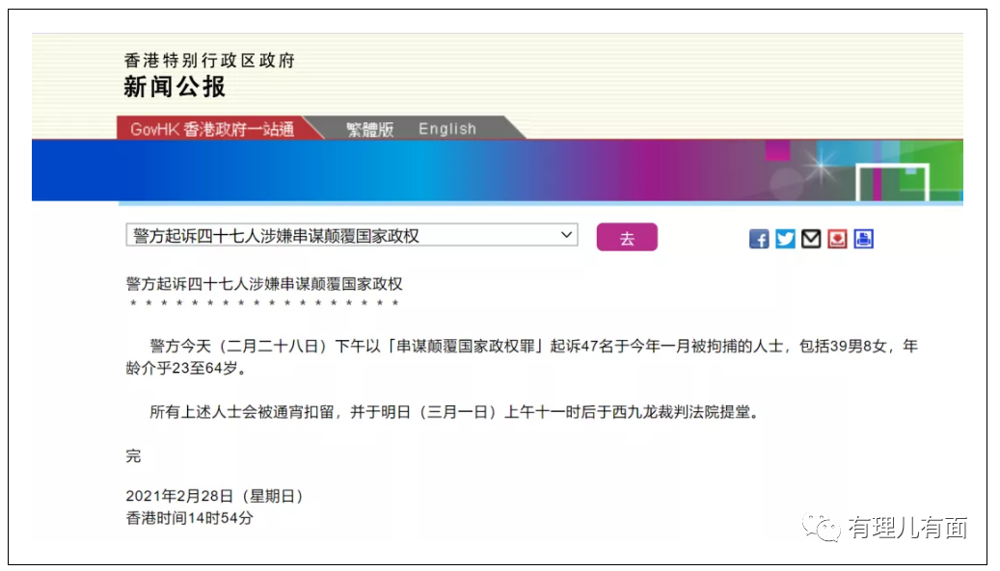 香港特别行政区政府
新闻公报
GovHK 香港政府一站通 繁體版 English
警方起诉四十七人涉嫌串谋颠覆国家政权 去
警方起诉四十七人涉嫌串谋颠覆国家政权
* * * * * * * * * * * * * * * * * *
警方今天（二月二十八日）下午以「串谋颠覆国家政权罪」起诉47名于今年一月被拘捕的人士，包括39男8女，年
龄介乎23至64岁。
所有上述人士会被通宵扣留，并于明日（三月一日）上午十一时后于西九龙裁判法院提堂。
完
2021年2月28日（星期日）
香港时间14时54分
有理儿有面